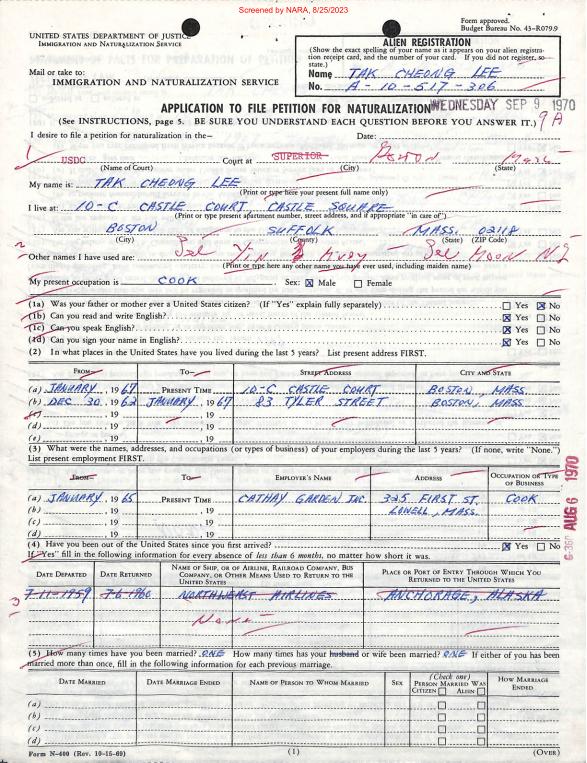 Screened by NARA, 8/25/2023
Form approved.
Budget Bureau No. 43-R079.9
UNITED STATES DEPARTMENT OF JUSTICE
IMMIGRATION AND NATURALIZATION SERVICE
ALIEN REGISTRATION
(Show the exact spelling of your name as it appears on your alien registration receipt card, and the number of your card. If you did not register, so state.)
Name TAK CHEONG LEE
No. A-10-517-306
Mail or take to:
IMMIGRATION AND NATURALIZATION SERVICE
APPLICATION TO FILE PETITION FOR NATURALIZATION
WEDNESDAY SEP 9 1970
9 A
(See INSTRUCTIONS, page 5. BE SURE YOU UNDERSTAND EACH QUESTION BEFORE YOU ANSWER IT.)
I desire to file a petition for naturalization in the— Date:
1
USDC Court at SUPERIOR Boston Mass
(Name of Court) (City) (State)
My name is: TAK CHEONG LEE
(Print or type here your present full name only)
I live at: 10-C CASTLE COURT CASTLE SQUARE
(Print or type present apartment number, street address, and if appropriate "in care of")
BOSTON SUFFOLK MASS. 02118
(City) (County) (State) (ZIP Code)
2
Other names I have used are:
(Print or type here any other name you have ever used, including maiden name)
My present occupation is: COOK Sex: ☒ Male ☐ Female
(1a) Was your father or mother ever a United States citizen? (If "Yes" explain fully separately) ☐ Yes ☒ No
(1b) Can you read and write English? ☒ Yes ☐ No
(1c) Can you speak English? ☒ Yes ☐ No
(1d) Can you sign your name in English? ☒ Yes ☐ No
(2) In what places in the United States have you lived during the last 5 years? List present address FIRST.
FROM— TO— STREET ADDRESS CITY AND STATE
(a) JANUARY, 1967 PRESENT TIME 10-C CASTLE COURT BOSTON, MASS.
(b) DEC 30, 1962 JANUARY, 1967 83 TYLER STREET BOSTON, MASS
(c) , 19 , 19
(d) , 19 , 19
(e) , 19 , 19
(3) What were the names, addresses, and occupations (or types of business) of your employers during the last 5 years? (If none, write "None.")
List present employment FIRST.
FROM— TO— EMPLOYER'S NAME ADDRESS OCCUPATION OR TYPE OF BUSINESS
(a) JANUARY, 1965 PRESENT TIME CATHAY GARDEN INC. 325 FIRST ST. COOK
(b) , 19 , 19 LOWELL, MASS.
(c) , 19 , 19
(d) , 19 , 19
AUG 6 1970
(4) Have you been out of the United States since you first arrived? ☒ Yes ☐ No
If "Yes" fill in the following information for every absence of less than 6 months, no matter how short it was.
DATE DEPARTED DATE RETURNED NAME OF SHIP, OR OF AIRLINE, RAILROAD COMPANY, BUS COMPANY, OR OTHER MEANS USED TO RETURN TO THE UNITED STATES PLACE OR PORT OF ENTRY THROUGH WHICH YOU RETURNED TO THE UNITED STATES
3
7-11-1959 7-6-1960 NORTHWEST AIRLINES ANCHORAGE, ALASKA
None
(5) How many times have you been married? ONE How many times has your husband or wife been married? ONE If either of you has been
married more than once, fill in the following information for each previous marriage.
DATE MARRIED DATE MARRIAGE ENDED NAME OF PERSON TO WHOM MARRIED SEX (Check one) PERSON MARRIED WAS CITIZEN ☐ ALIEN ☐ HOW MARRIAGE ENDED
(a) ☐ ☐
(b) ☐ ☐
(c) ☐ ☐
(d) ☐ ☐
Form N-400 (Rev. 10-15-69) (1) (OVER)